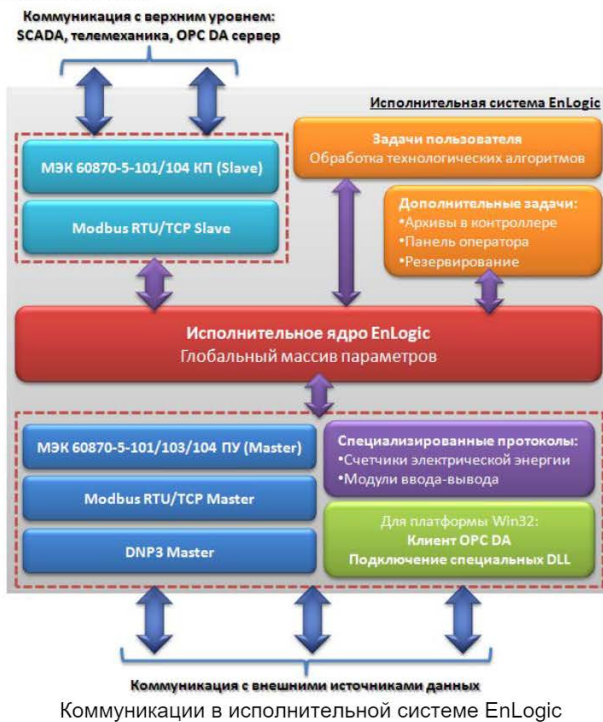 Коммуникация с верхним уровнем:
SCADA, телемеханика, OPC DA сервер
Исполнительная система EnLogic
МЭК 60870-5-101/104 КП (Slave)
Modbus RTU/TCP Slave
Задачи пользователя
Обработка технологических алгоритмов
Дополнительные задачи:
•Архивы в контроллере
•Панель оператора
•Резервирование
Исполнительное ядро EnLogic
Глобальный массив параметров
МЭК 60870-5-101/103/104 ПУ (Master)
Modbus RTU/TCP Master
DNP3 Master
Специализированные протоколы:
•Счетчики электрической энергии
•Модули ввода-вывода
Для платформы Win32:
Клиент OPC DA
Подключение специальных DLL
Коммуникация с внешними источниками данных
Коммуникации в исполнительной системе EnLogic